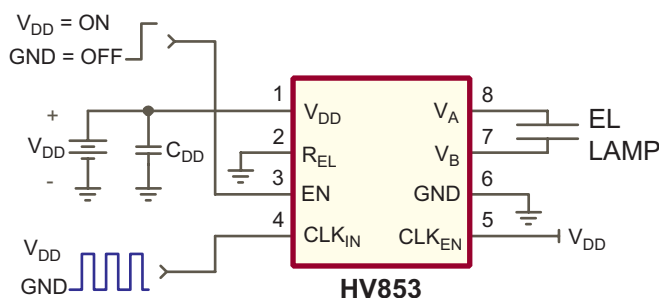 VDD = ON
GND = OFF
+
VDD
-
CDD
1
2
3
4
VDD
REL
EN
CLKIN
VA
VB
GND
CLKEN
8
7
6
5
EL
LAMP
VDD
VDD
GND
HV853